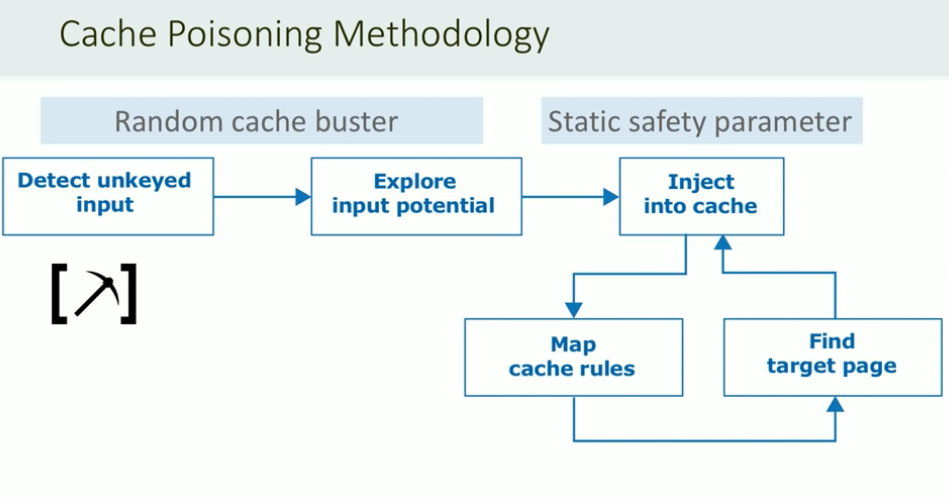 Cache Poisoning Methodology
Random cache buster
Static safety parameter
Detect unkeyed
input
Explore
input potential
Inject
into cache
Map
cache rules
Find
target page